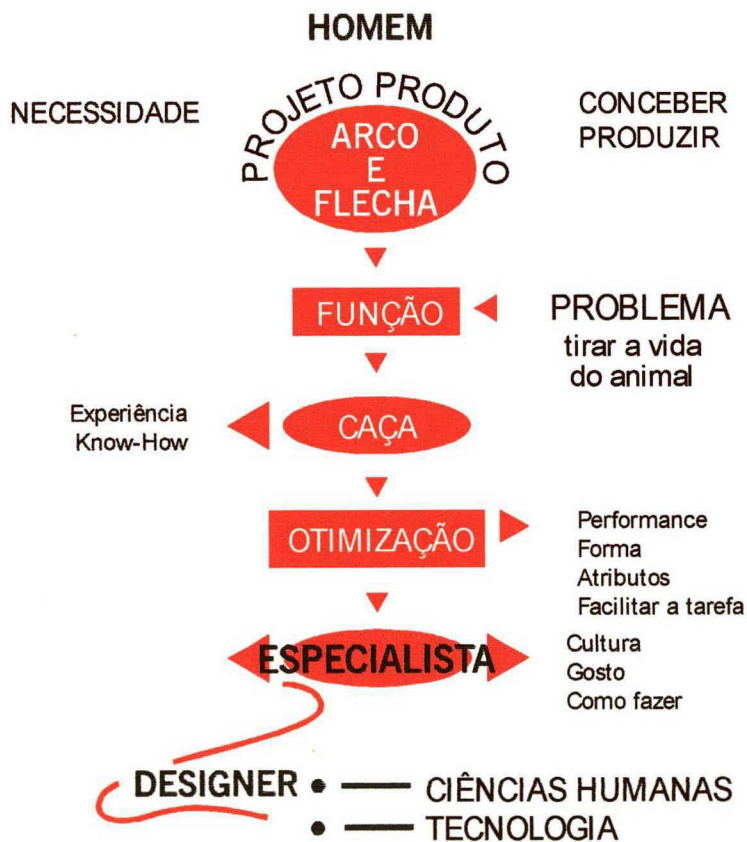 HOMEM
NECESSIDADE
PROJETO PRODUTO
CONCEBER
PRODUZIR
ARCO
E
FLECHA
FUNÇÃO
PROBLEMA
tirar a vida
do animal
Experiência
Know-How
CAÇA
OTIMIZAÇÃO
Performance
Forma
Atributos
Facilitar a tarefa
ESPECIALISTA
Cultura
Gosto
Como fazer
DESIGNER • — CIÊNCIAS HUMANAS
• — TECNOLOGIA